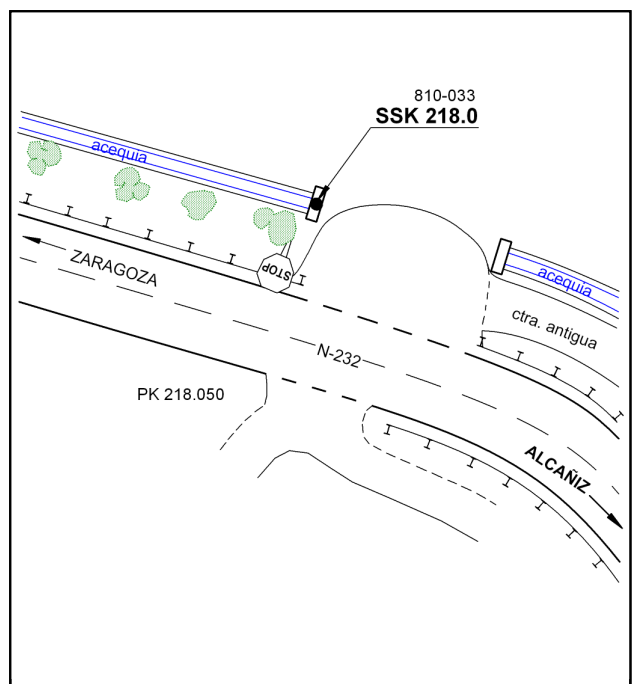 810-033
SSK 218.0
acequia
ZARAGOZA
STOP
acequia
ctra. antigua
N-232
PK 218.050
ALCAÑIZ